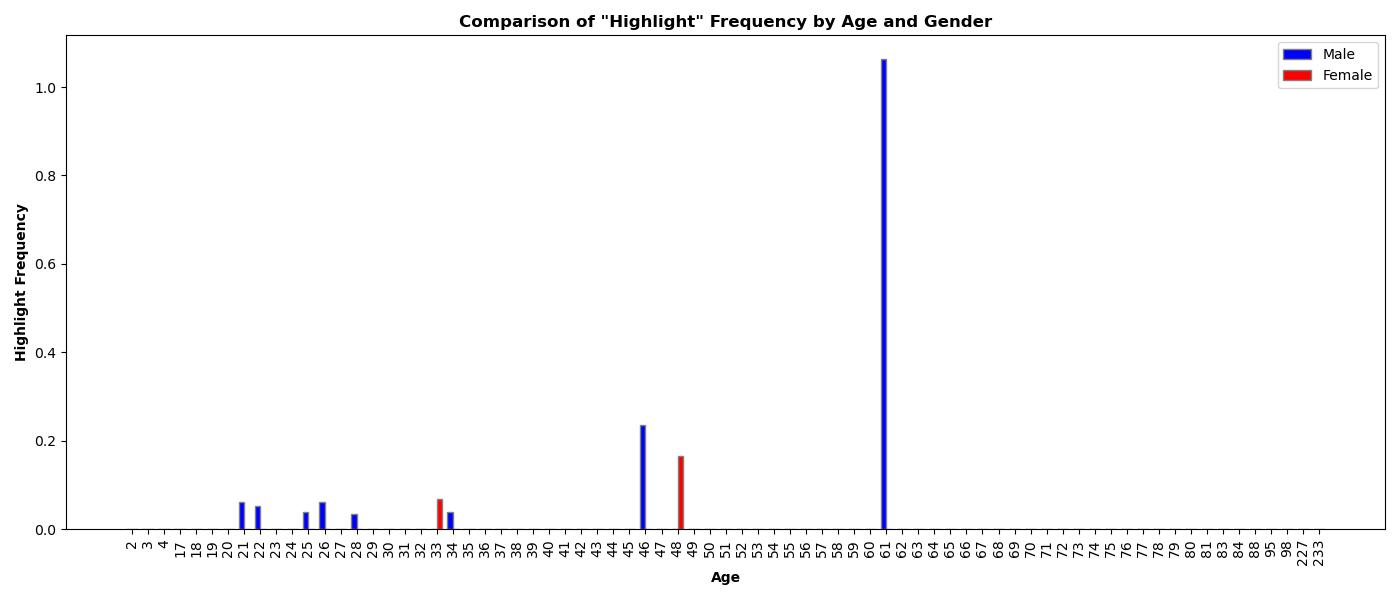 Comparison of "Highlight" Frequency by Age and Gender
Male
Female
Highlight Frequency
1.0
0.8
0.6
0.4
0.2
0.0
2 3 4 17 18 19 20 21 22 23 24 25 26 27 28 29 30 31 32 33 34 35 36 37 38 39 40 41 42 43 44 45 46 47 48 49 50 51 52 53 54 55 56 57 58 59 60 61 62 63 64 65 66 67 68 69 70 71 72 73 74 75 76 77 78 79 80 81 83 84 88 95 98 227 233
Age